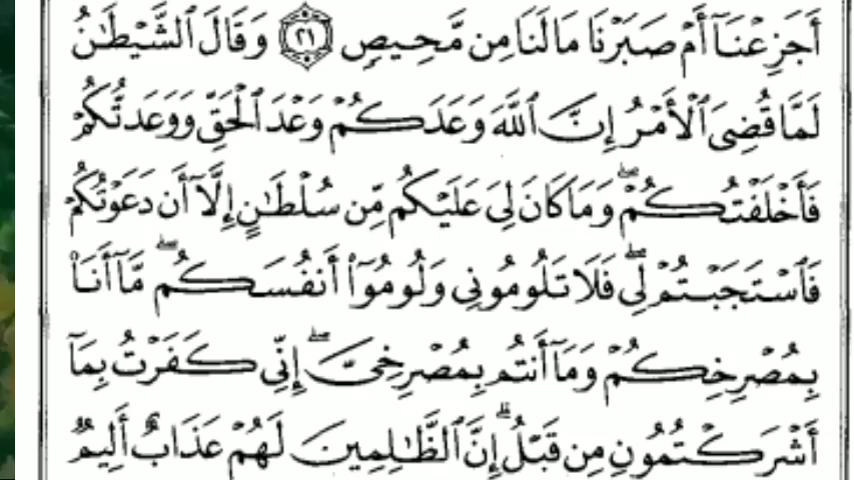 أَجَزِعْنَآ أَمْ صَبَرْنَا مَا لَنَا مِن مَّحِيصٍ ٢١ وَقَالَ ٱلشَّيْطَٰنُ
لَمَّا قُضِىَ ٱلْأَمْرُ إِنَّ ٱللَّهَ وَعَدَكُمْ وَعْدَ ٱلْحَقِّ وَوَعَدتُّكُمْ
فَأَخْلَفْتُكُمْ ۖ وَمَا كَانَ لِىَ عَلَيْكُم مِّن سُلْطَٰنٍ إِلَّآ أَن دَعَوْتُكُمْ
فَٱسْتَجَبْتُمْ لِى ۖ فَلَا تَلُومُونِى وَلُومُوٓا۟ أَنفُسَكُم ۖ مَّآ أَنَا۠
بِمُصْرِخِكُمْ وَمَآ أَنتُم بِمُصْرِخِىَّ ۖ إِنِّى كَفَرْتُ بِمَآ
أَشْرَكْتُمُونِ مِن قَبْلُ ۗ إِنَّ ٱلظَّٰلِمِينَ لَهُمْ عَذَابٌ أَلِيمٌ